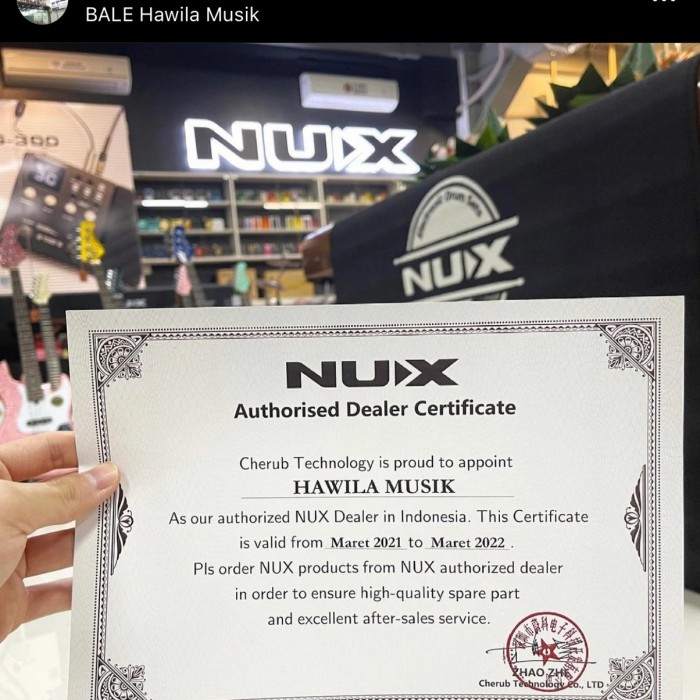 BALE Hawila Musik
NUX
Electronic Drum Sets
NUX
NUX
Authorised Dealer Certificate
Cherub Technology is proud to appoint
HAWILA MUSIK
As our authorized NUX Dealer in Indonesia. This Certificate
is valid from Maret 2021 to Maret 2022 .
Pls order NUX products from NUX authorized dealer
in order to ensure high-quality spare part
and excellent after-sales service.
Cherub Technology Co., LTD